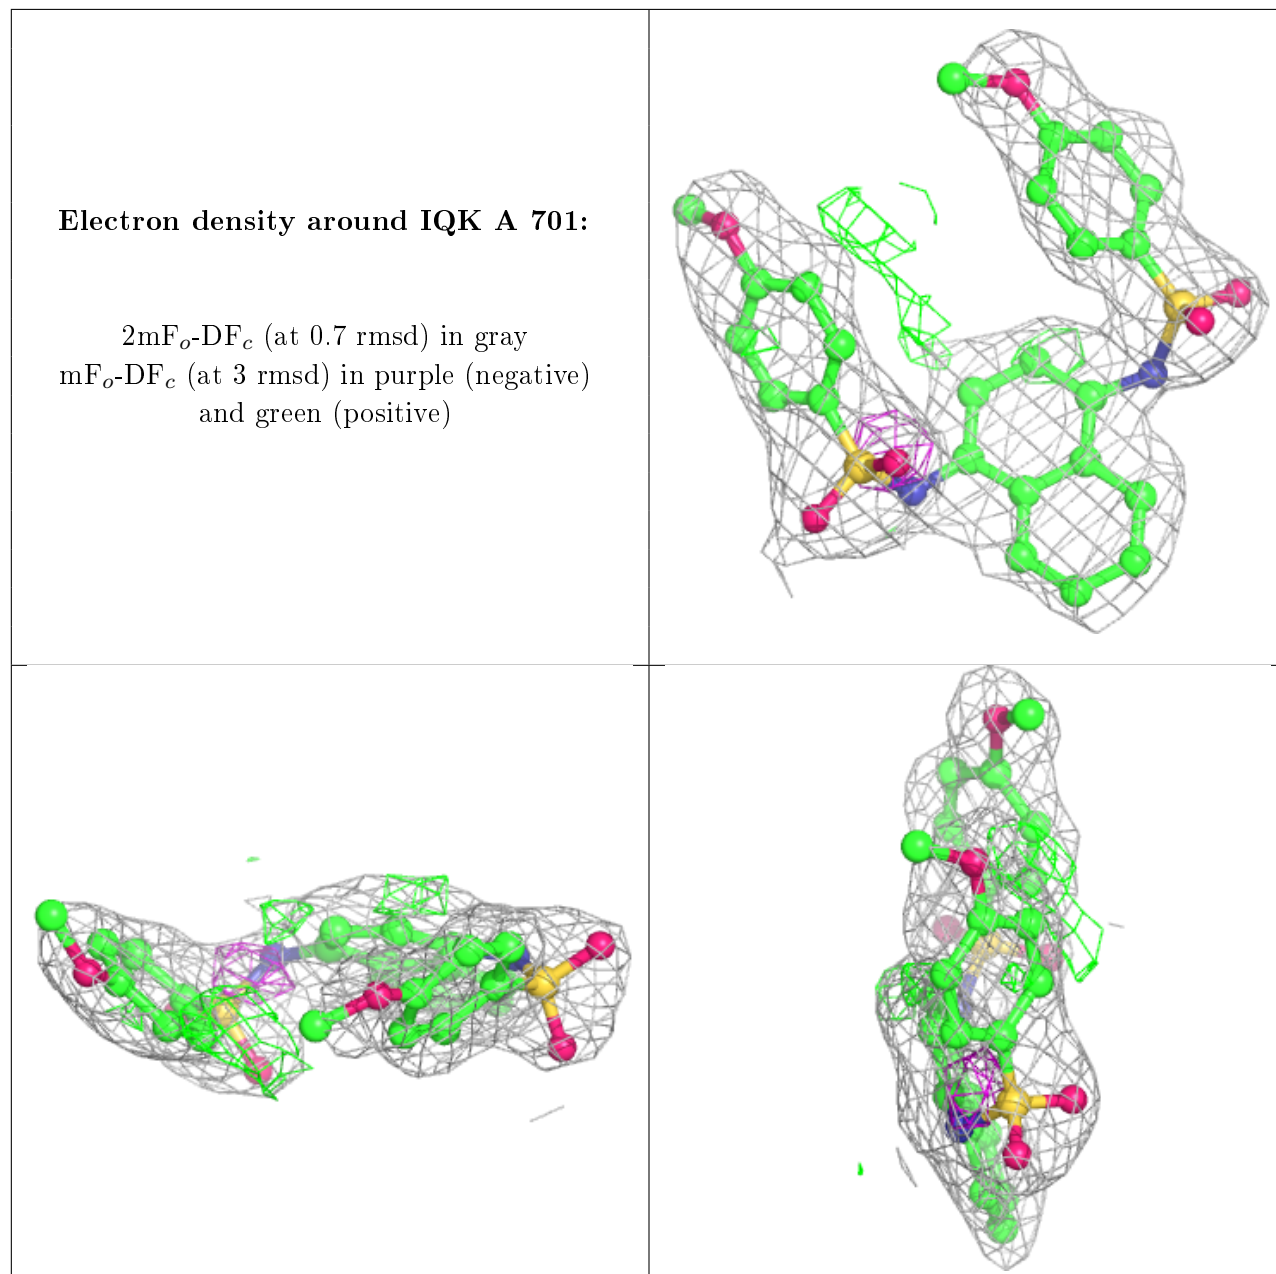 Electron density around IQK A 701:
2mFo-DFc (at 0.7 rmsd) in gray
mFo-DFc (at 3 rmsd) in purple (negative)
and green (positive)